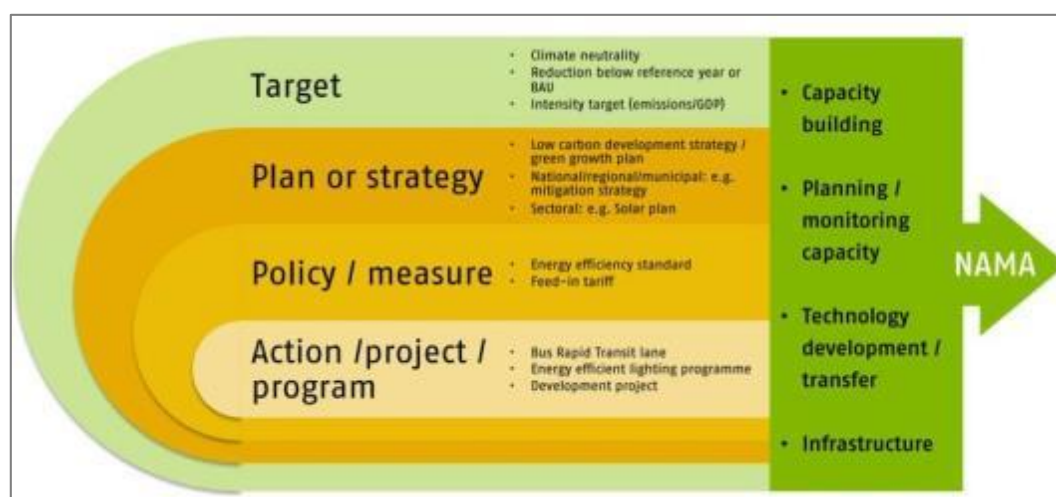 Target
• Climate neutrality
• Reduction below reference year or
BAU
• Intensity target (emissions/GDP)
Plan or strategy
• Low carbon development strategy /
green growth plan
• National/regional/municipal: e.g.
mitigation strategy
• Sectoral: e.g. Solar plan
Policy / measure
• Energy efficiency standard
• Feed-in tariff
Action /project /
program
• Bus Rapid Transit lane
• Energy efficient lighting programme
• Development project
• Capacity
building
• Planning /
monitoring
capacity
• Technology
development /
transfer
• Infrastructure
NAMA